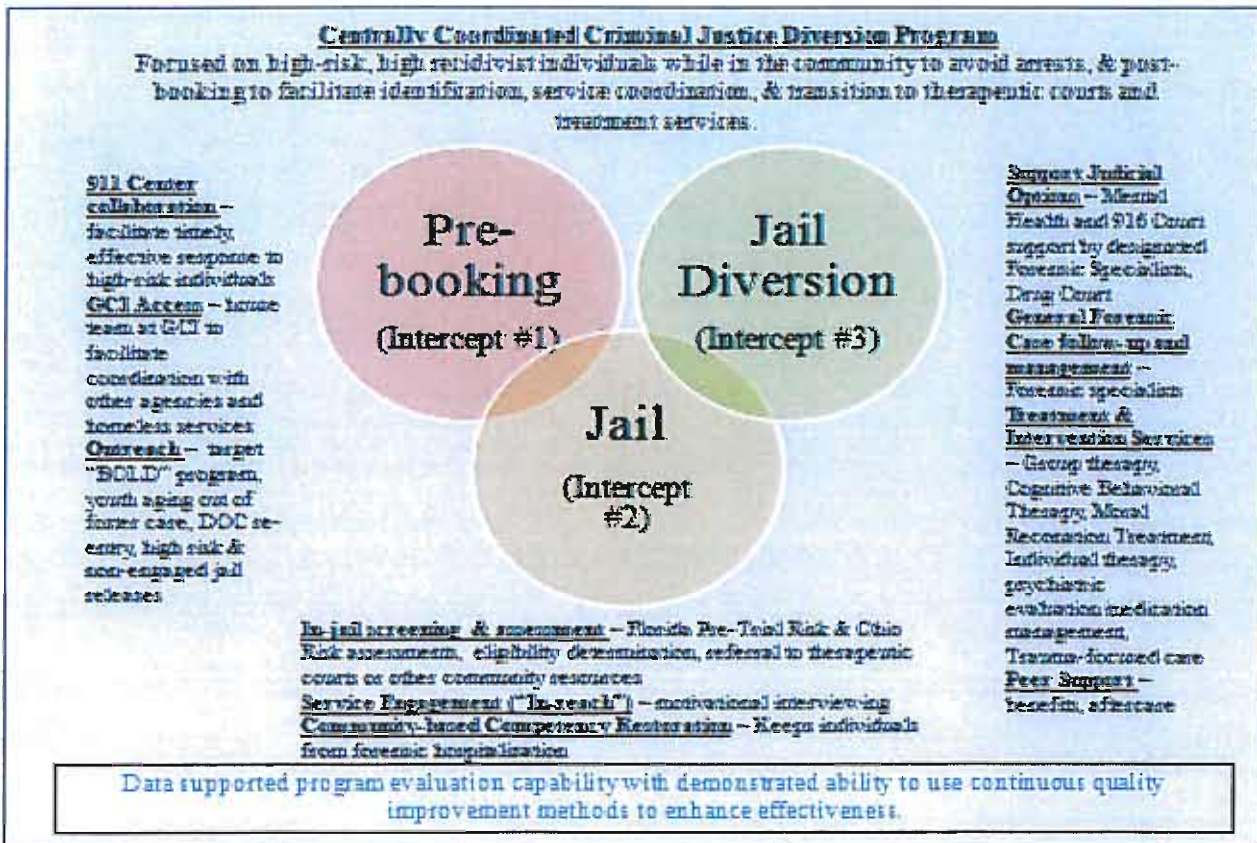 Centrally Coordinated Criminal Justice Diversion Program
Focused on high-risk, high recidivist individuals while in the community to avoid arrests, & post-
booking to facilitate identification, service coordination, & transition to therapeutic courts and
treatment services.
911 Center
collaboration –
facilitate timely,
effective response to
high-risk individuals
GCI Access – house
team at GCI to
facilitate
coordination with
other agencies and
homeless services
Outreach – target
"BOLD" program,
youth aging out of
foster care, DOC re-
entry, high risk &
non-engaged jail
releases
Pre-
booking
(Intercept #1)
Jail
Diversion
(Intercept #3)
Jail
(Intercept
#2)
Support Judicial
Options – Mental
Health and 916 Court
support by designated
Forensic Specialists,
Drug Court
General Forensic
Case follow-up and
management –
Forensic specialists
Treatment &
Intervention Services
– Group therapy,
Cognitive Behavioral
Therapy, Moral
Reconation Treatment,
Individual therapy,
psychiatric
evaluation medication
management,
Trauma-focused care
Peer Support –
benefits, aftercare
In-jail screening & assessment – Florida Pre-Trial Risk & Ohio
Risk assessments, eligibility determination, referral to therapeutic
courts or other community resources
Service Engagement ("In-reach") – motivational interviewing
Community-based Competency Restoration – Keeps individuals
from forensic hospitalization
Data supported program evaluation capability with demonstrated ability to use continuous quality
improvement methods to enhance effectiveness.